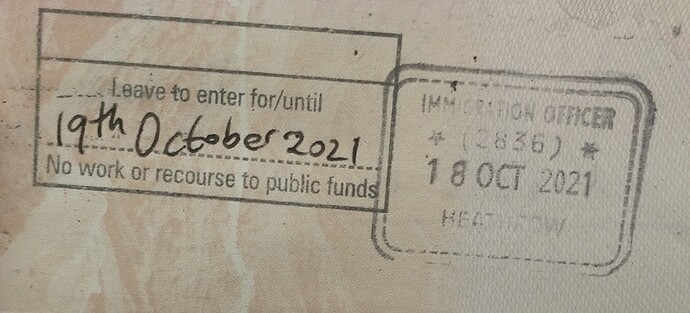 Leave to enter for/until
19th October 2021
No work or recourse to public funds
IMMIGRATION OFFICER
* (2836) *
18 OCT 2021
HEATHROW